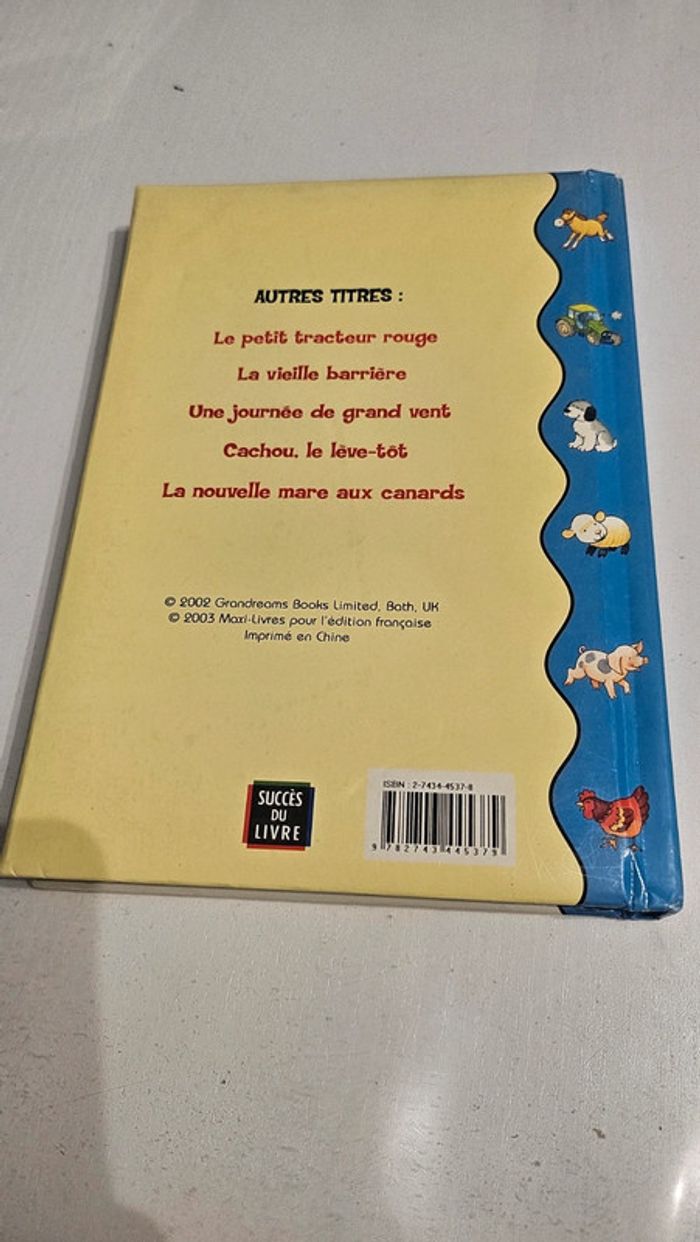 AUTRES TITRES :
Le petit tracteur rouge
La vieille barrière
Une journée de grand vent
Cachou, le lève-tôt
La nouvelle mare aux canards
© 2002 Grandreams Books Limited, Bath, UK
© 2003 Maxi-Livres pour l'édition française
Imprimé en Chine
SUCCÈS
DU
LIVRE
ISBN : 2-7434-4537-8
9 782743 445379